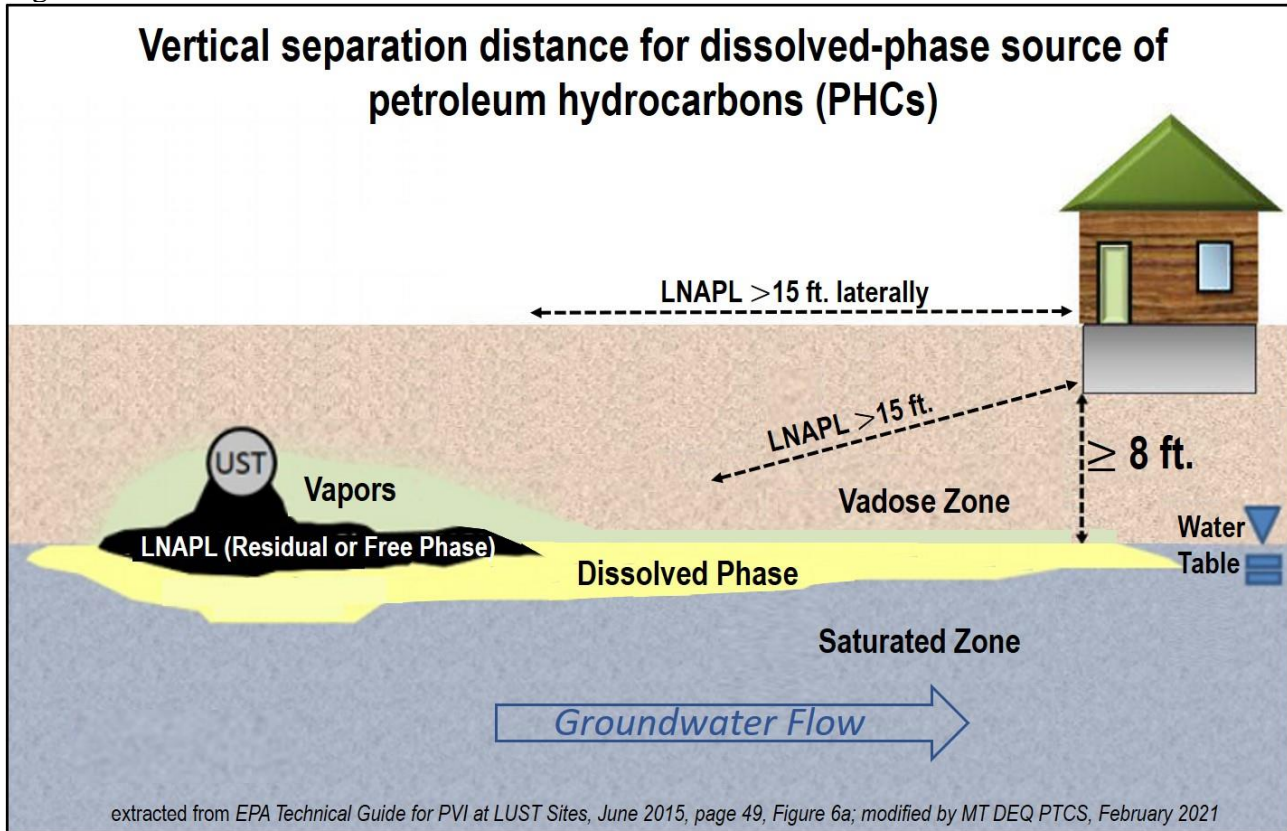 Vertical separation distance for dissolved-phase source of
petroleum hydrocarbons (PHCs)
LNAPL >15 ft. laterally
LNAPL >15 ft.
≥ 8 ft.
UST
Vapors
Vadose Zone
Water
Table
LNAPL (Residual or Free Phase)
Dissolved Phase
Saturated Zone
Groundwater Flow
extracted from EPA Technical Guide for PVI at LUST Sites, June 2015, page 49, Figure 6a; modified by MT DEQ PTCS, February 2021